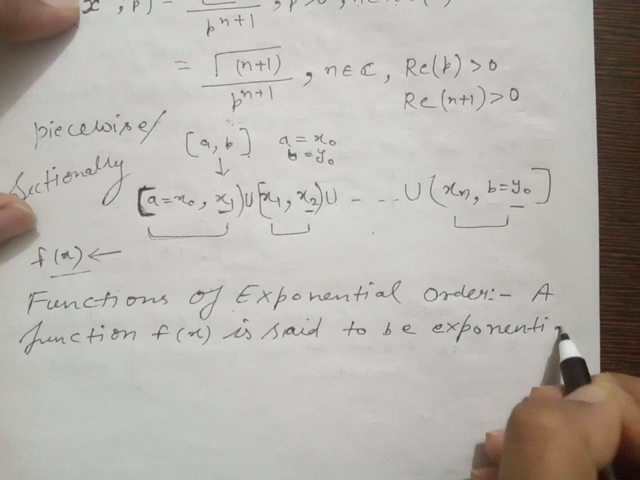 = Γ(n+1) / p^{n+1} , n ∈ ℂ, Re(p) > 0
Re(n+1) > 0
piecewise/
Sectionally
[a, b] a = x₀
b = y₀
↓
[a = x₀, x₁) ∪ (x₁, x₂) ∪ - - .. ∪ (xₙ, b = y₀]
f(x) ←
Functions of Exponential Order:- A
function f(x) is said to be exponenti